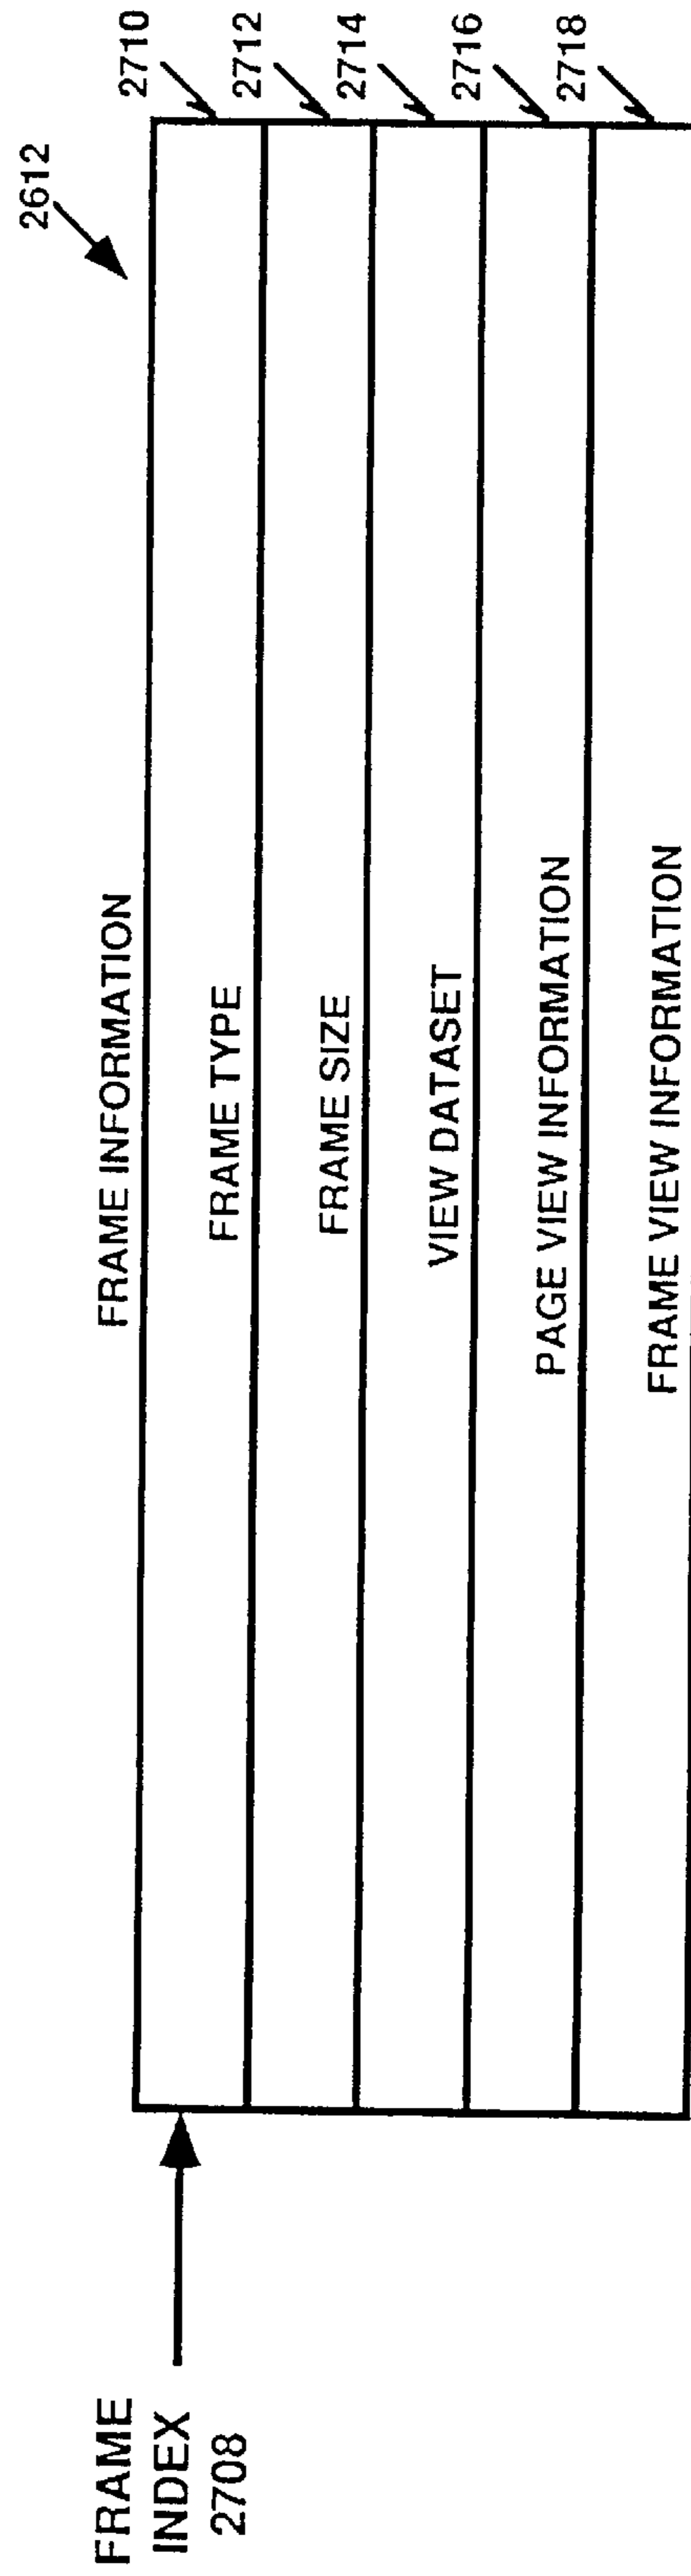 2612
FRAME INFORMATION
2710
FRAME TYPE
2712
FRAME SIZE
2714
VIEW DATASET
2716
PAGE VIEW INFORMATION
2718
FRAME VIEW INFORMATION
FRAME
INDEX
2708